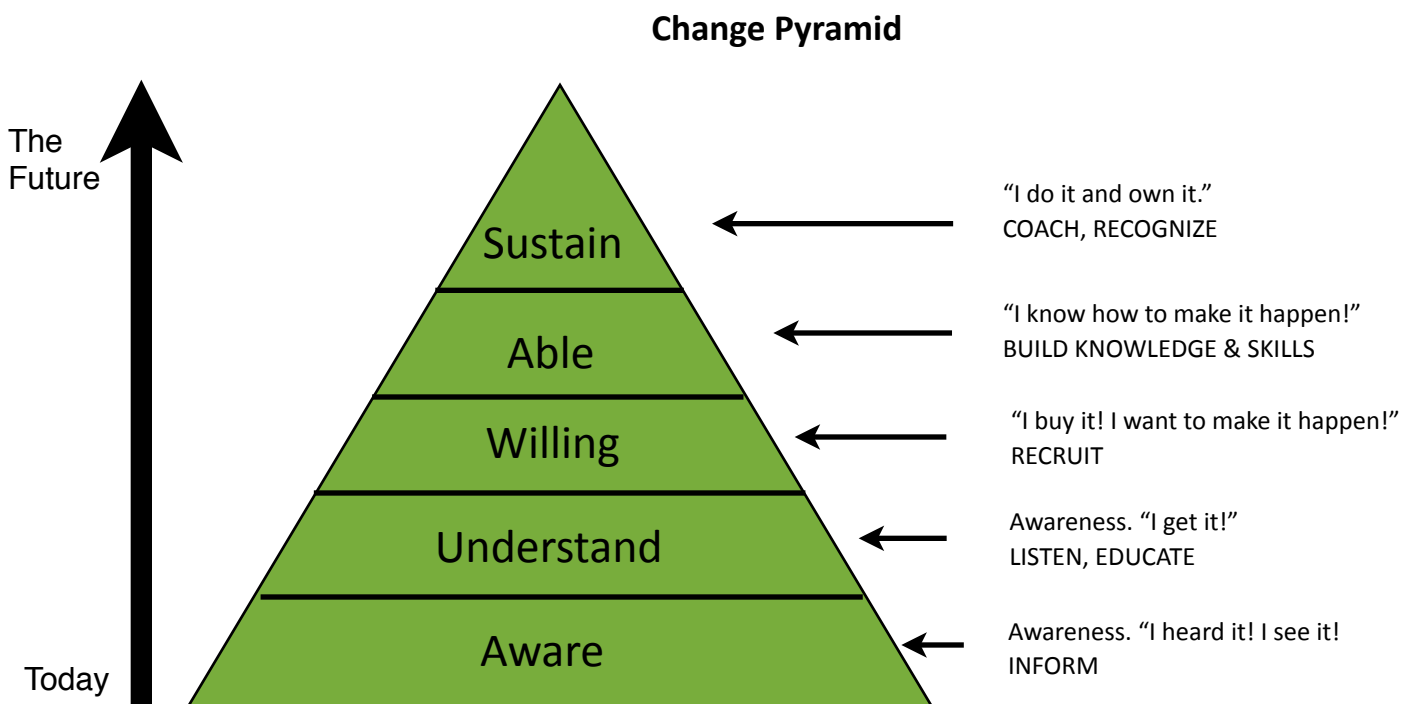 Change Pyramid
The
Future
Sustain
“I do it and own it.”
COACH, RECOGNIZE
Able
“I know how to make it happen!”
BUILD KNOWLEDGE & SKILLS
Willing
“I buy it! I want to make it happen!”
RECRUIT
Understand
Awareness. “I get it!”
LISTEN, EDUCATE
Aware
Awareness. “I heard it! I see it!
INFORM
Today